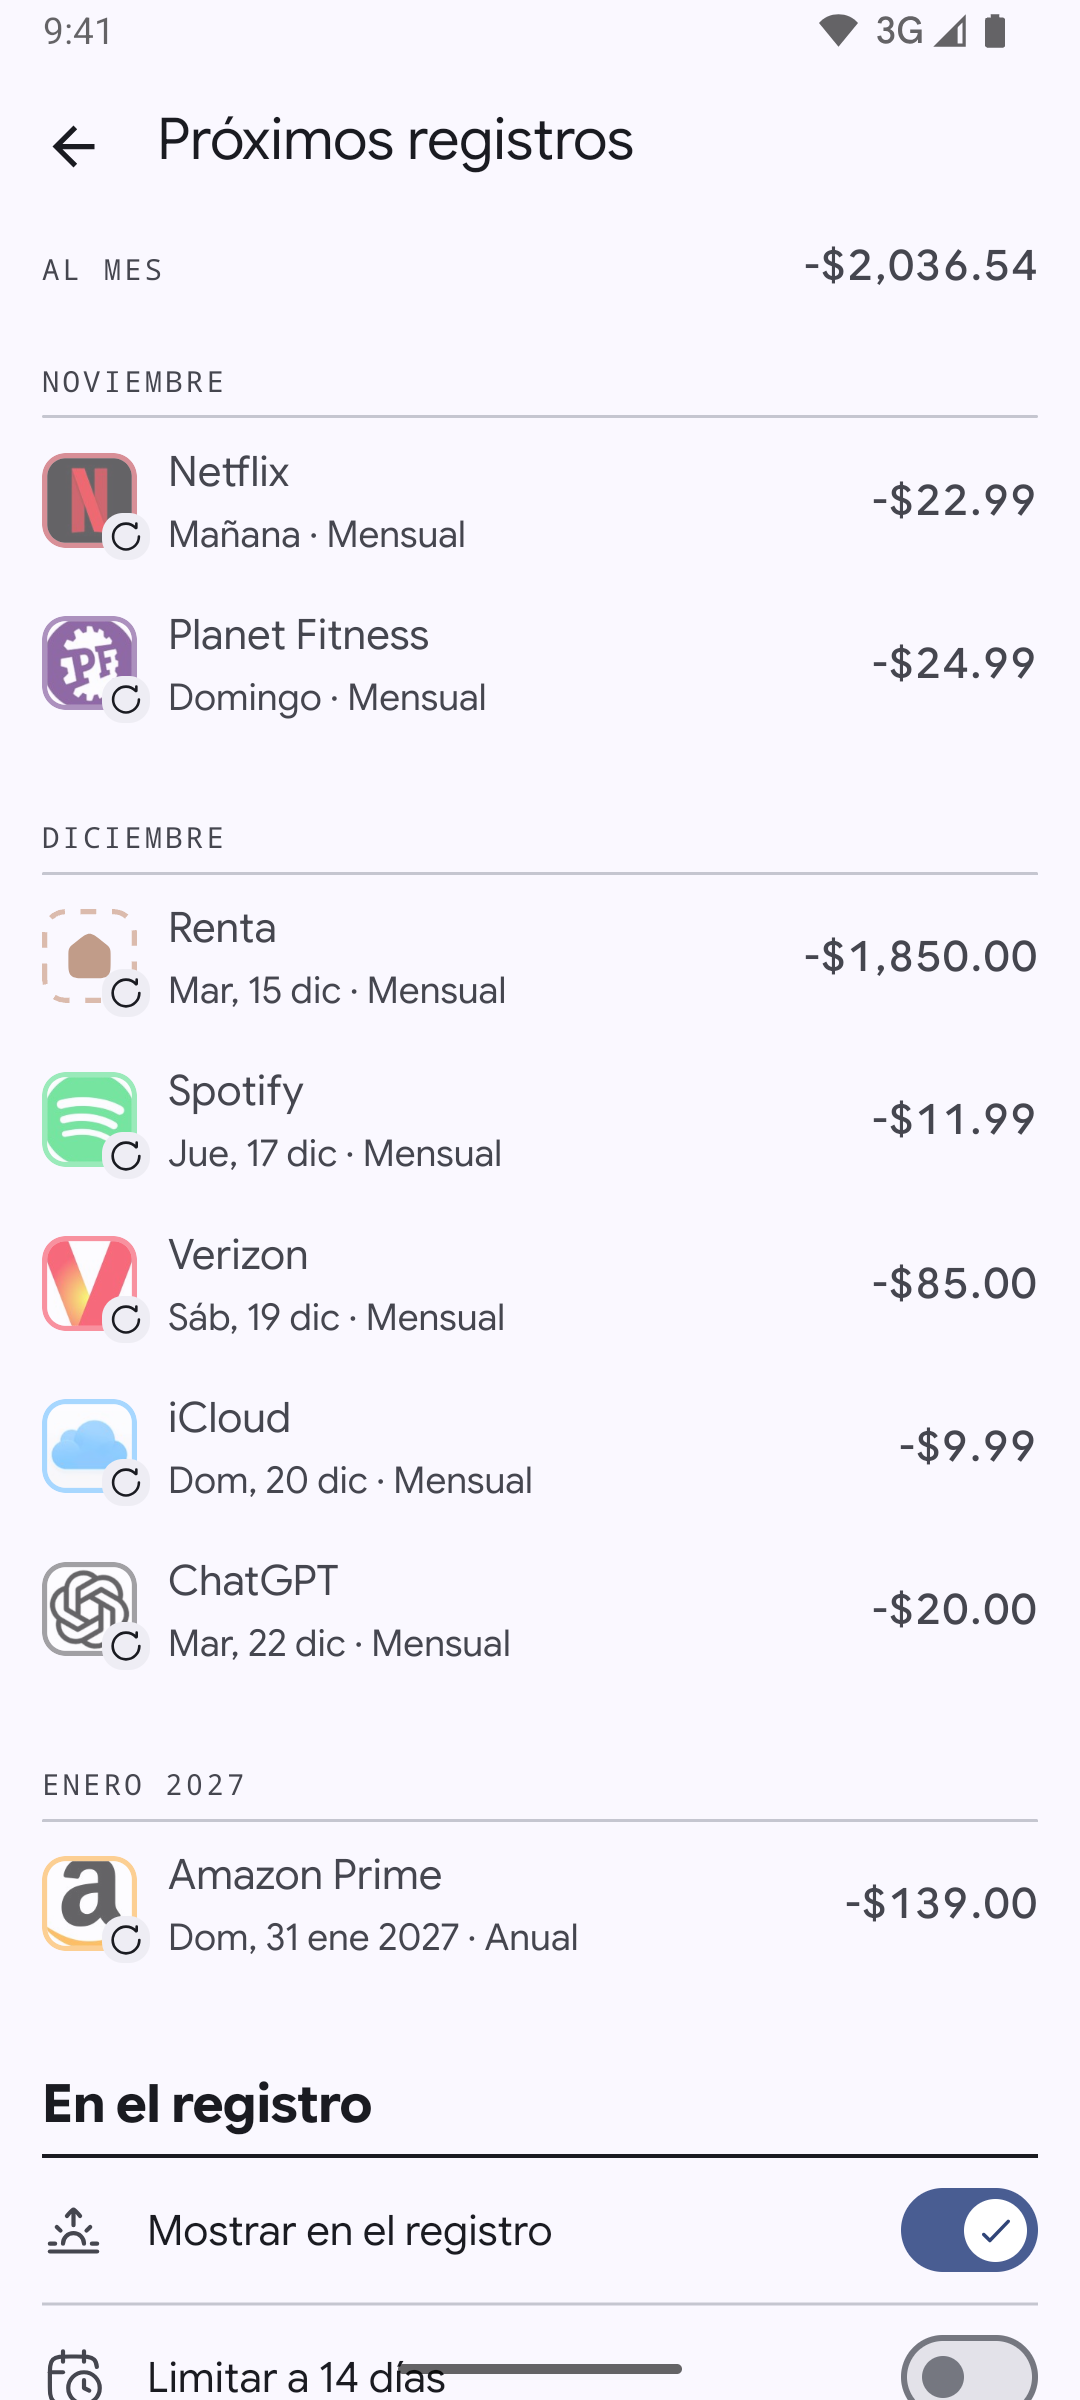 9:41
3G
Próximos registros
AL MES
-$2,036.54
NOVIEMBRE
Netflix
-$22.99
Mañana · Mensual
Planet Fitness
-$24.99
Domingo · Mensual
DICIEMBRE
Renta
-$1,850.00
Mar, 15 dic · Mensual
Spotify
-$11.99
Jue, 17 dic · Mensual
Verizon
-$85.00
Sáb, 19 dic · Mensual
iCloud
-$9.99
Dom, 20 dic · Mensual
ChatGPT
-$20.00
Mar, 22 dic · Mensual
ENERO 2027
Amazon Prime
-$139.00
Dom, 31 ene 2027 · Anual
En el registro
Mostrar en el registro
Limitar a 14 días